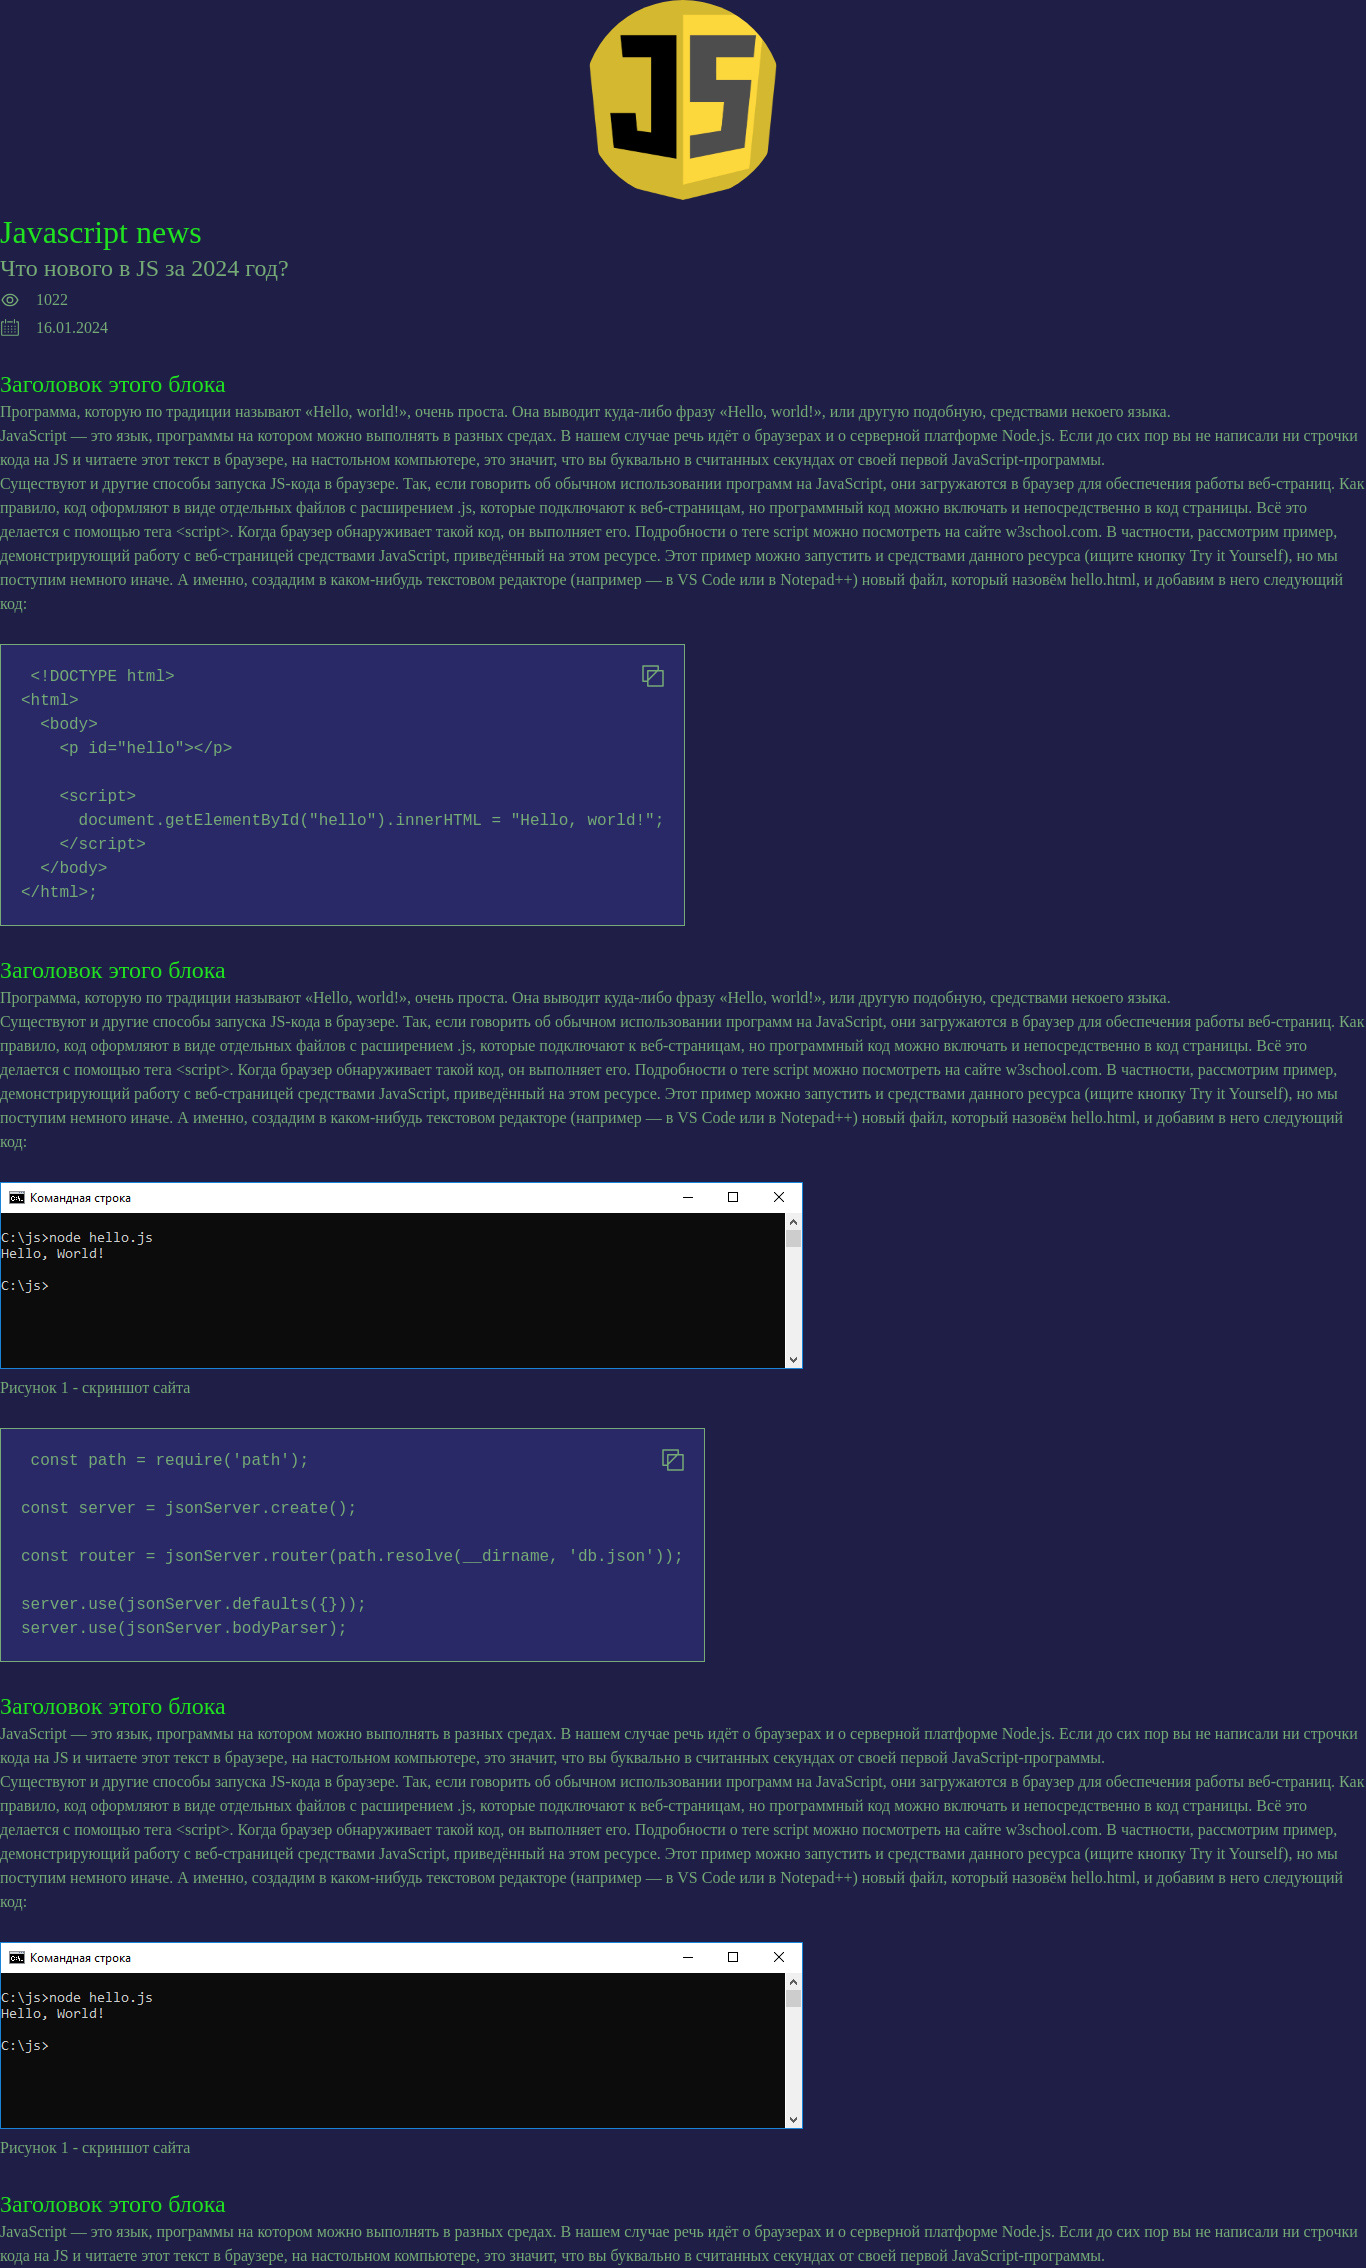 JS
Javascript news
Что нового в JS за 2024 год?
1022
16.01.2024
Заголовок этого блока
Программа, которую по традиции называют «Hello, world!», очень проста. Она выводит куда-либо фразу «Hello, world!», или другую подобную, средствами некоего языка.
JavaScript — это язык, программы на котором можно выполнять в разных средах. В нашем случае речь идёт о браузерах и о серверной платформе Node.js. Если до сих пор вы не написали ни строчки
кода на JS и читаете этот текст в браузере, на настольном компьютере, это значит, что вы буквально в считанных секундах от своей первой JavaScript-программы.
Существуют и другие способы запуска JS-кода в браузере. Так, если говорить об обычном использовании программ на JavaScript, они загружаются в браузер для обеспечения работы веб-страниц. Как
правило, код оформляют в виде отдельных файлов с расширением .js, которые подключают к веб-страницам, но программный код можно включать и непосредственно в код страницы. Всё это
делается с помощью тега <script>. Когда браузер обнаруживает такой код, он выполняет его. Подробности о теге script можно посмотреть на сайте w3school.com. В частности, рассмотрим пример,
демонстрирующий работу с веб-страницей средствами JavaScript, приведённый на этом ресурсе. Этот пример можно запустить и средствами данного ресурса (ищите кнопку Try it Yourself), но мы
поступим немного иначе. А именно, создадим в каком-нибудь текстовом редакторе (например — в VS Code или в Notepad++) новый файл, который назовём hello.html, и добавим в него следующий
код:
<!DOCTYPE html>
<html>
<body>
<p id="hello"></p>
<script>
document.getElementById("hello").innerHTML = "Hello, world!";
</script>
</body>
</html>;
Заголовок этого блока
Программа, которую по традиции называют «Hello, world!», очень проста. Она выводит куда-либо фразу «Hello, world!», или другую подобную, средствами некоего языка.
Существуют и другие способы запуска JS-кода в браузере. Так, если говорить об обычном использовании программ на JavaScript, они загружаются в браузер для обеспечения работы веб-страниц. Как
правило, код оформляют в виде отдельных файлов с расширением .js, которые подключают к веб-страницам, но программный код можно включать и непосредственно в код страницы. Всё это
делается с помощью тега <script>. Когда браузер обнаруживает такой код, он выполняет его. Подробности о теге script можно посмотреть на сайте w3school.com. В частности, рассмотрим пример,
демонстрирующий работу с веб-страницей средствами JavaScript, приведённый на этом ресурсе. Этот пример можно запустить и средствами данного ресурса (ищите кнопку Try it Yourself), но мы
поступим немного иначе. А именно, создадим в каком-нибудь текстовом редакторе (например — в VS Code или в Notepad++) новый файл, который назовём hello.html, и добавим в него следующий
код:
Командная строка
C:\js>node hello.js
Hello, World!
C:\js>
Рисунок 1 - скриншот сайта
const path = require('path');
const server = jsonServer.create();
const router = jsonServer.router(path.resolve(__dirname, 'db.json'));
server.use(jsonServer.defaults({}));
server.use(jsonServer.bodyParser);
Заголовок этого блока
JavaScript — это язык, программы на котором можно выполнять в разных средах. В нашем случае речь идёт о браузерах и о серверной платформе Node.js. Если до сих пор вы не написали ни строчки
кода на JS и читаете этот текст в браузере, на настольном компьютере, это значит, что вы буквально в считанных секундах от своей первой JavaScript-программы.
Существуют и другие способы запуска JS-кода в браузере. Так, если говорить об обычном использовании программ на JavaScript, они загружаются в браузер для обеспечения работы веб-страниц. Как
правило, код оформляют в виде отдельных файлов с расширением .js, которые подключают к веб-страницам, но программный код можно включать и непосредственно в код страницы. Всё это
делается с помощью тега <script>. Когда браузер обнаруживает такой код, он выполняет его. Подробности о теге script можно посмотреть на сайте w3school.com. В частности, рассмотрим пример,
демонстрирующий работу с веб-страницей средствами JavaScript, приведённый на этом ресурсе. Этот пример можно запустить и средствами данного ресурса (ищите кнопку Try it Yourself), но мы
поступим немного иначе. А именно, создадим в каком-нибудь текстовом редакторе (например — в VS Code или в Notepad++) новый файл, который назовём hello.html, и добавим в него следующий
код:
Командная строка
C:\js>node hello.js
Hello, World!
C:\js>
Рисунок 1 - скриншот сайта
Заголовок этого блока
JavaScript — это язык, программы на котором можно выполнять в разных средах. В нашем случае речь идёт о браузерах и о серверной платформе Node.js. Если до сих пор вы не написали ни строчки
кода на JS и читаете этот текст в браузере, на настольном компьютере, это значит, что вы буквально в считанных секундах от своей первой JavaScript-программы.